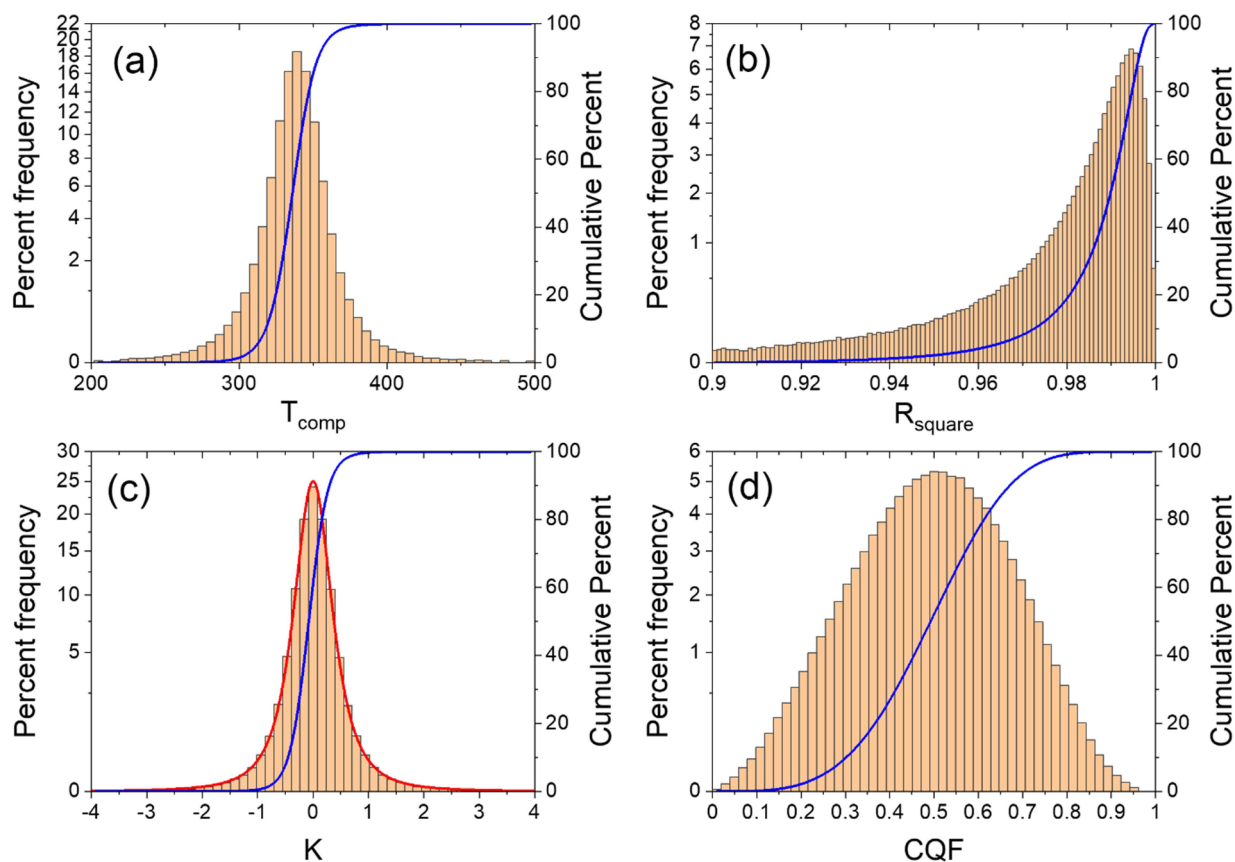 (a)
Percent frequency
22
20
18
16
14
12
10
8
6
4
2
0
100
80
60
40
20
0
Cumulative Percent
200 300 400 500
T_comp
(b)
Percent frequency
8
7
6
5
4
3
2
1
0
100
80
60
40
20
0
Cumulative Percent
0.9 0.92 0.94 0.96 0.98 1
R_square
(c)
Percent frequency
30
25
20
15
10
5
0
100
80
60
40
20
0
Cumulative Percent
-4 -3 -2 -1 0 1 2 3 4
K
(d)
Percent frequency
6
5
4
3
2
1
0
100
80
60
40
20
0
Cumulative Percent
0 0.1 0.2 0.3 0.4 0.5 0.6 0.7 0.8 0.9 1
CQF